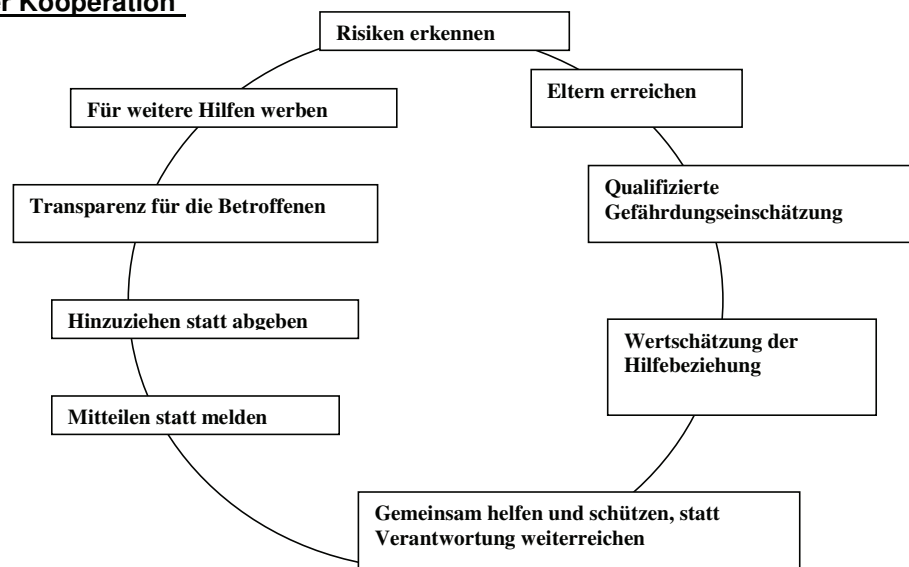 er Kooperation
Risiken erkennen
Eltern erreichen
Qualifizierte
Gefährdungseinschätzung
Wertschätzung der
Hilfebeziehung
Gemeinsam helfen und schützen, statt
Verantwortung weiterreichen
Mitteilen statt melden
Hinzuziehen statt abgeben
Transparenz für die Betroffenen
Für weitere Hilfen werben